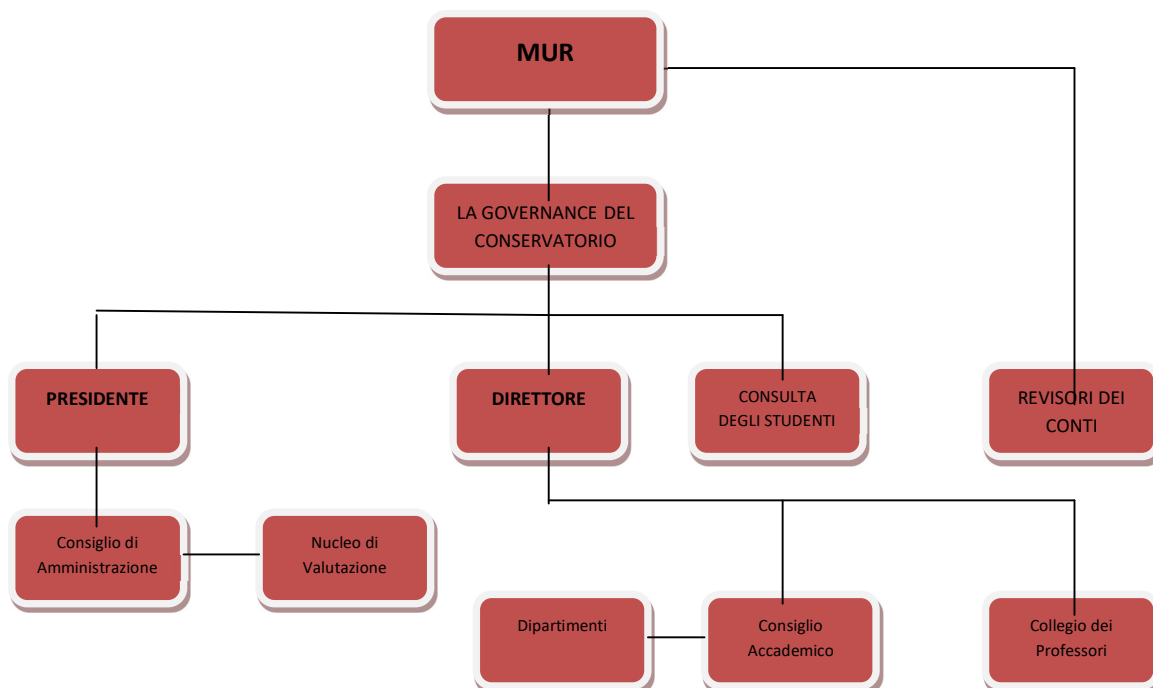 MUR
LA GOVERNANCE DEL
CONSERVATORIO
PRESIDENTE
DIRETTORE
CONSULTA
DEGLI STUDENTI
REVISORI DEI
CONTI
Consiglio di
Amministrazione
Nucleo di
Valutazione
Dipartimenti
Consiglio
Accademico
Collegio dei
Professori